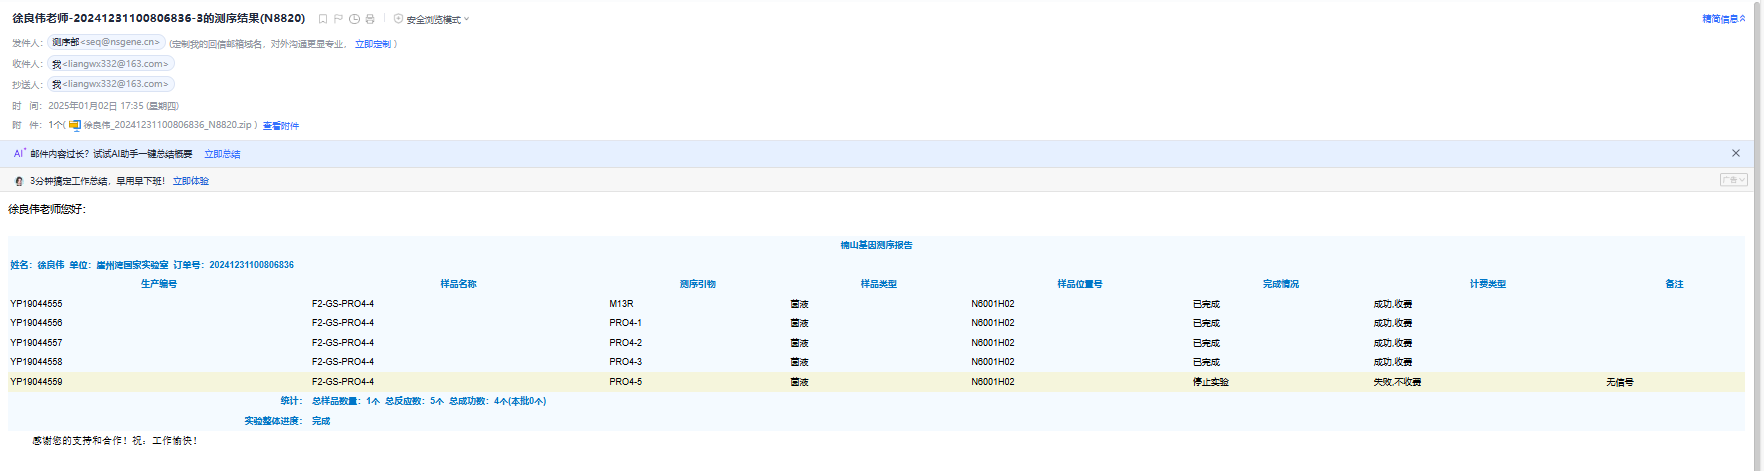 徐良伟老师-20241231100806836-3的测序结果(N8820) 安全浏览模式 精简信息
发件人: 测序部<seq@nsgene.cn> (定制我的回信邮箱域名，对外沟通更显专业， 立即定制 )
收件人: 我<liangwx332@163.com>
抄送人: 我<liangwx332@163.com>
时 间: 2025年01月02日 17:35 (星期四)
附 件: 1个( 徐良伟_20241231100806836_N8820.zip ) 查看附件
AI 邮件内容过长？试试AI助手一键总结概要 立即总结
3分钟搞定工作总结，早用早下班！ 立即体验 广告
徐良伟老师您好：
楠山基因测序报告
姓名：徐良伟 单位：崖州湾国家实验室 订单号：20241231100806836
生产编号 样品名称 测序引物 样品类型 样品位置号 完成情况 计费类型 备注
YP19044555 F2-GS-PRO4-4 M13R 菌液 N6001H02 已完成 成功,收费
YP19044556 F2-GS-PRO4-4 PRO4-1 菌液 N6001H02 已完成 成功,收费
YP19044557 F2-GS-PRO4-4 PRO4-2 菌液 N6001H02 已完成 成功,收费
YP19044558 F2-GS-PRO4-4 PRO4-3 菌液 N6001H02 已完成 成功,收费
YP19044559 F2-GS-PRO4-4 PRO4-5 菌液 N6001H02 停止实验 失败,不收费 无信号
统计： 总样品数量：1个 总反应数：5个 总成功数：4个(本批0个)
实验整体进度： 完成
感谢您的支持和合作！祝：工作愉快！